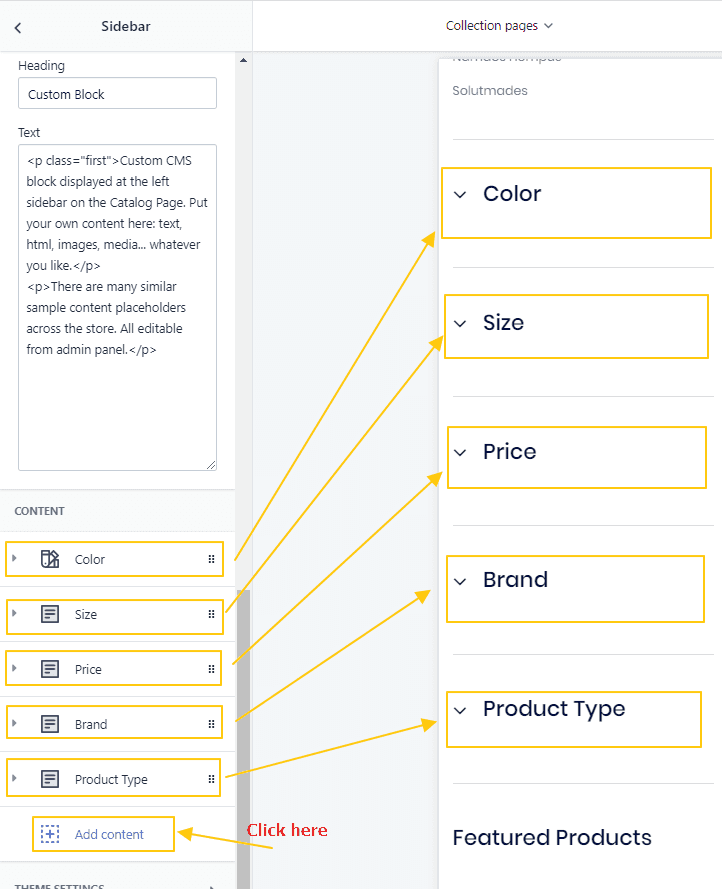 Sidebar
Collection pages
Heading
Custom Block
Text
<p class="first">Custom CMS
block displayed at the left
sidebar on the Catalog Page. Put
your own content here: text,
html, images, media... whatever
you like.</p>
<p>There are many similar
sample content placeholders
across the store. All editable
from admin panel.</p>
CONTENT
Color
Size
Price
Brand
Product Type
Add content
Click here
THEME SETTINGS
Solutmades
Color
Size
Price
Brand
Product Type
Featured Products